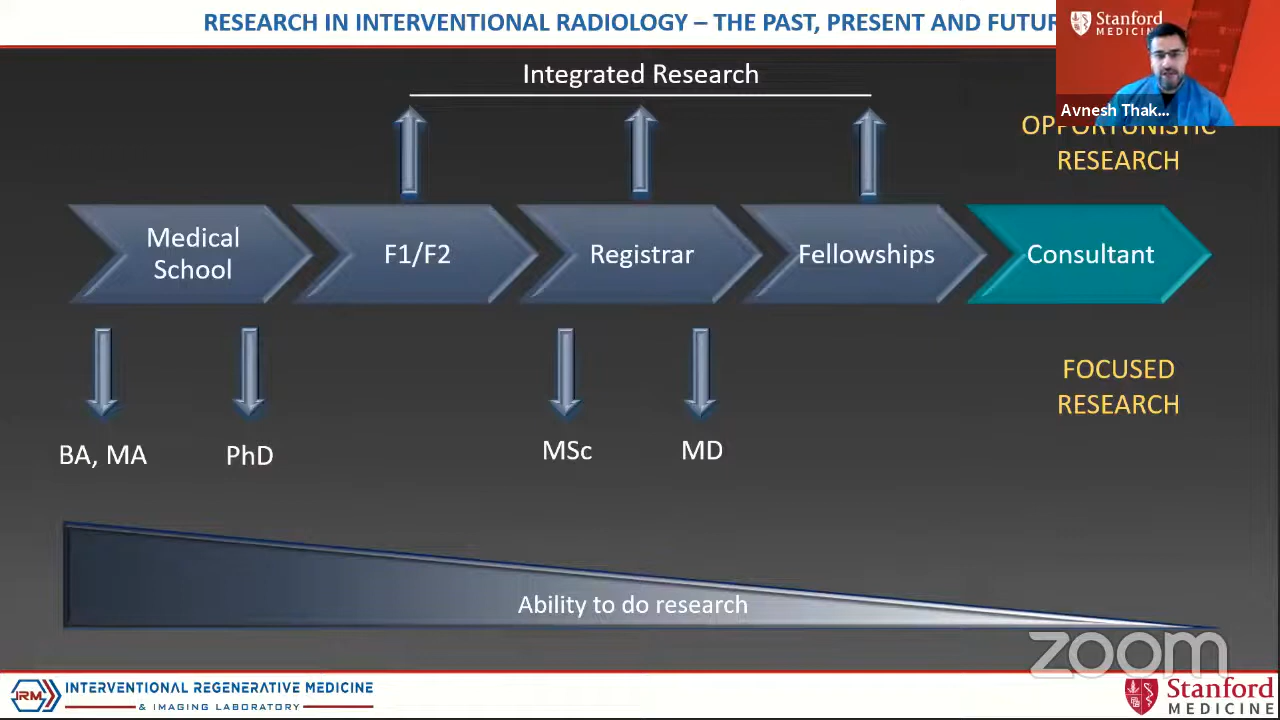 RESEARCH IN INTERVENTIONAL RADIOLOGY – THE PAST, PRESENT AND FUTUR
Stanford
MEDICINE
Avnesh Thak...
Integrated Research
OPPORTUNISTIC
RESEARCH
Medical
School
F1/F2
Registrar
Fellowships
Consultant
FOCUSED
RESEARCH
BA, MA
PhD
MSc
MD
Ability to do research
zoom
IRM
INTERVENTIONAL REGENERATIVE MEDICINE
& IMAGING LABORATORY
Stanford
MEDICINE